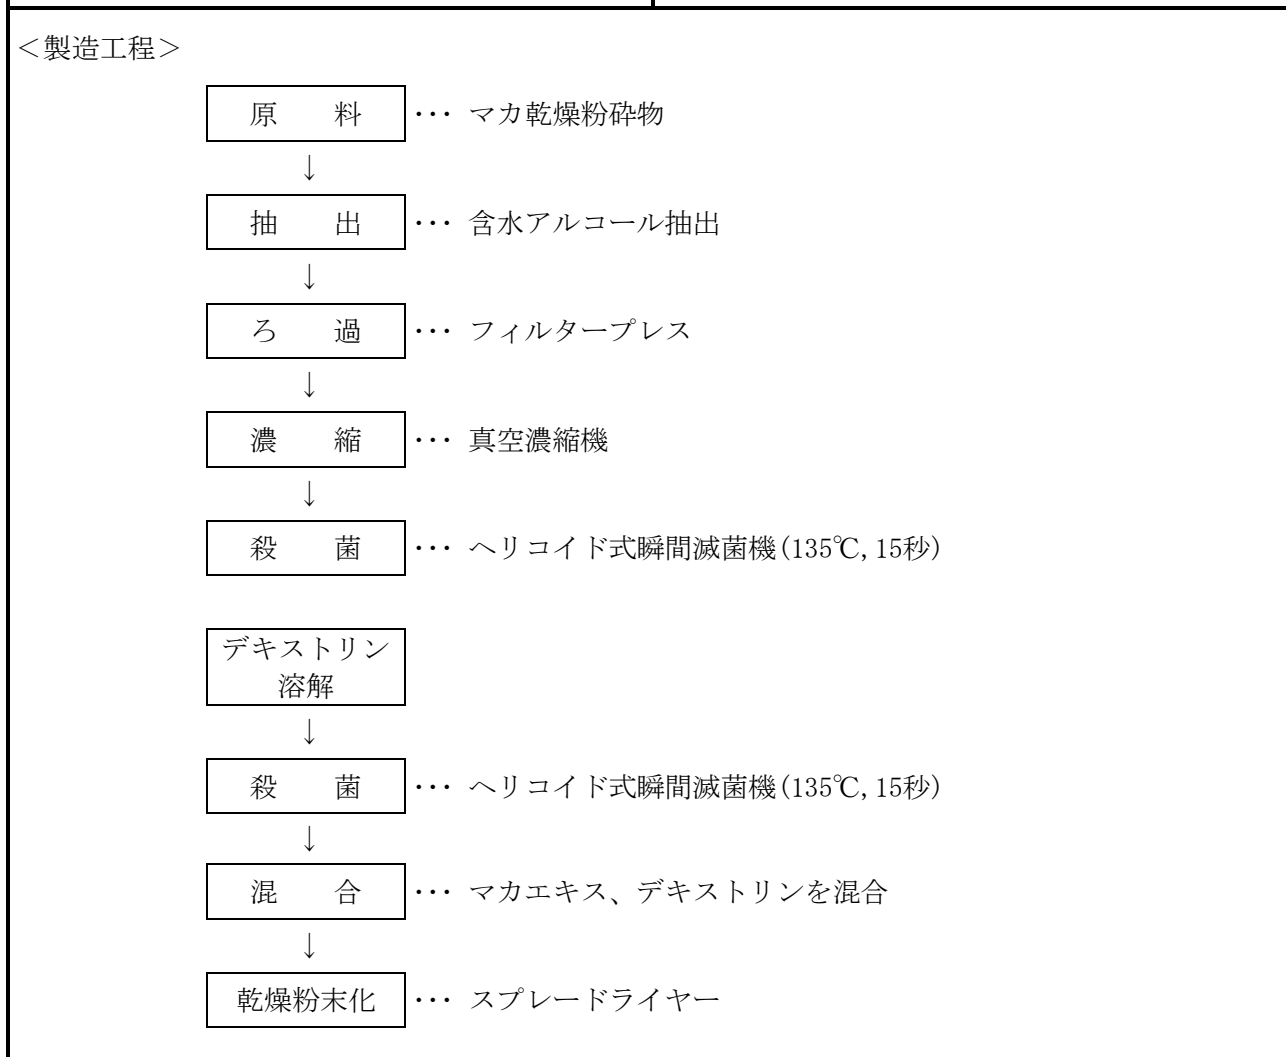 ＜製造工程＞
原　　料 ･･･ マカ乾燥粉砕物
↓
抽　　出 ･･･ 含水アルコール抽出
↓
ろ　　過 ･･･ フィルタープレス
↓
濃　　縮 ･･･ 真空濃縮機
↓
殺　　菌 ･･･ ヘリコイド式瞬間滅菌機(135℃,15秒)
デキストリン
溶解
↓
殺　　菌 ･･･ ヘリコイド式瞬間滅菌機(135℃,15秒)
↓
混　　合 ･･･ マカエキス、デキストリンを混合
↓
乾燥粉末化 ･･･ スプレードライヤー